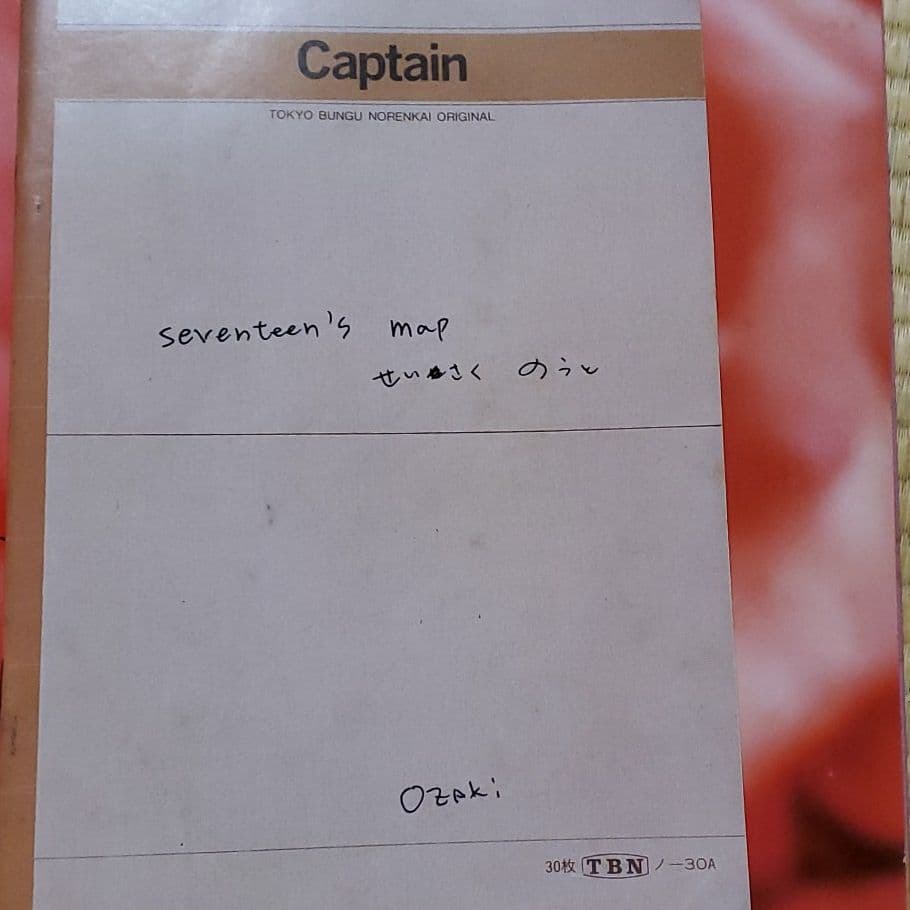 Captain
TOKYO BUNGU NORENKAI ORIGINAL
seventeen's map
せいさく のうと
Ozaki
30枚 TBN ノー30A